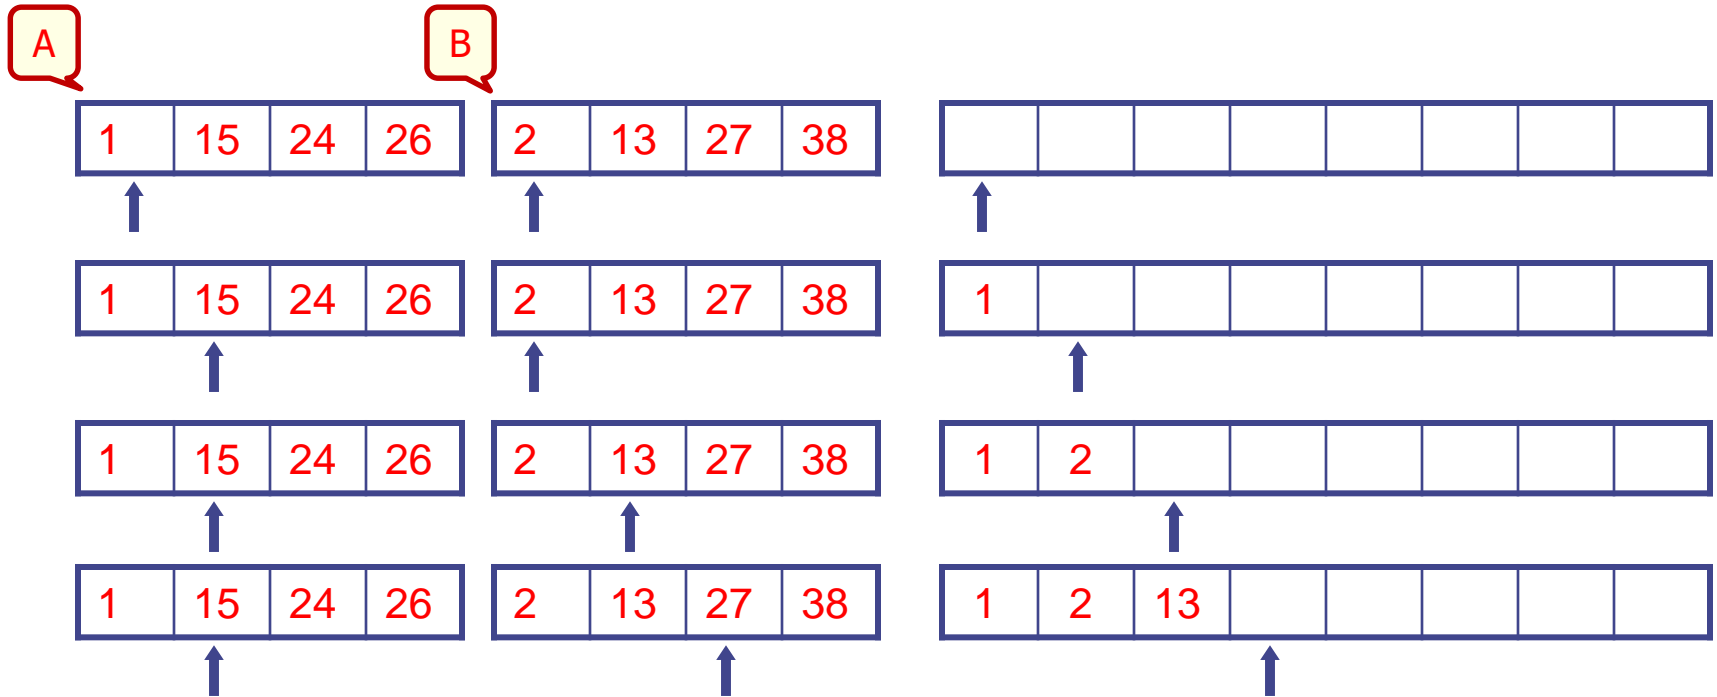 A B
1 15 24 26 2 13 27 38
1 15 24 26 2 13 27 38 1
1 15 24 26 2 13 27 38 1 2
1 15 24 26 2 13 27 38 1 2 13